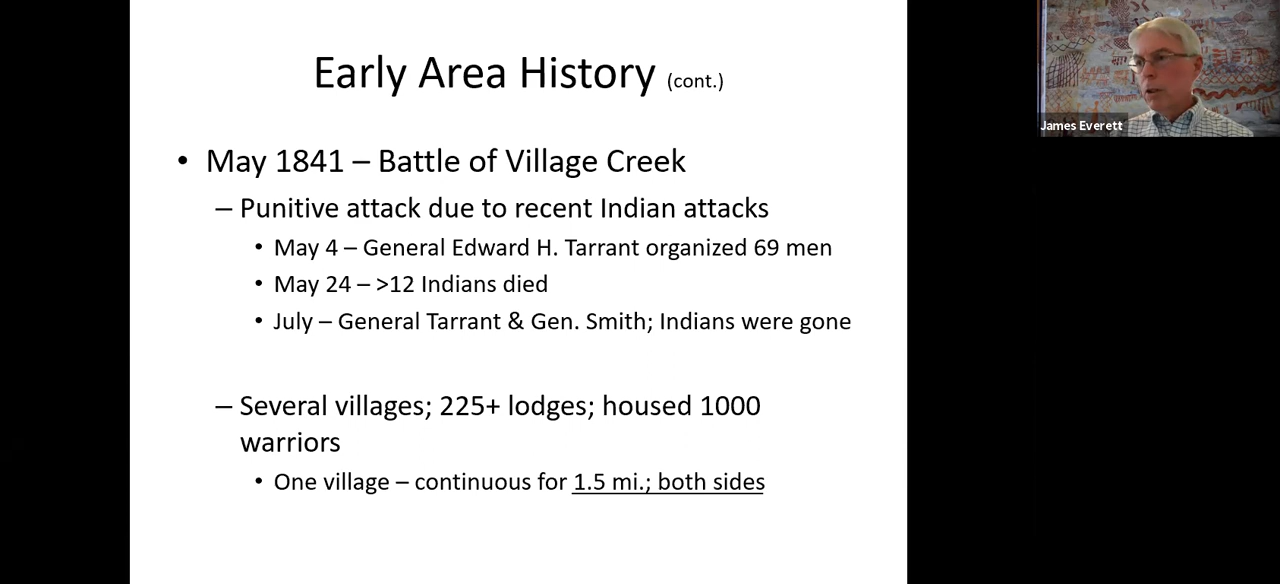 Early Area History (cont.)
• May 1841 – Battle of Village Creek
– Punitive attack due to recent Indian attacks
• May 4 – General Edward H. Tarrant organized 69 men
• May 24 – >12 Indians died
• July – General Tarrant & Gen. Smith; Indians were gone
– Several villages; 225+ lodges; housed 1000
warriors
• One village – continuous for 1.5 mi.; both sides
James Everett